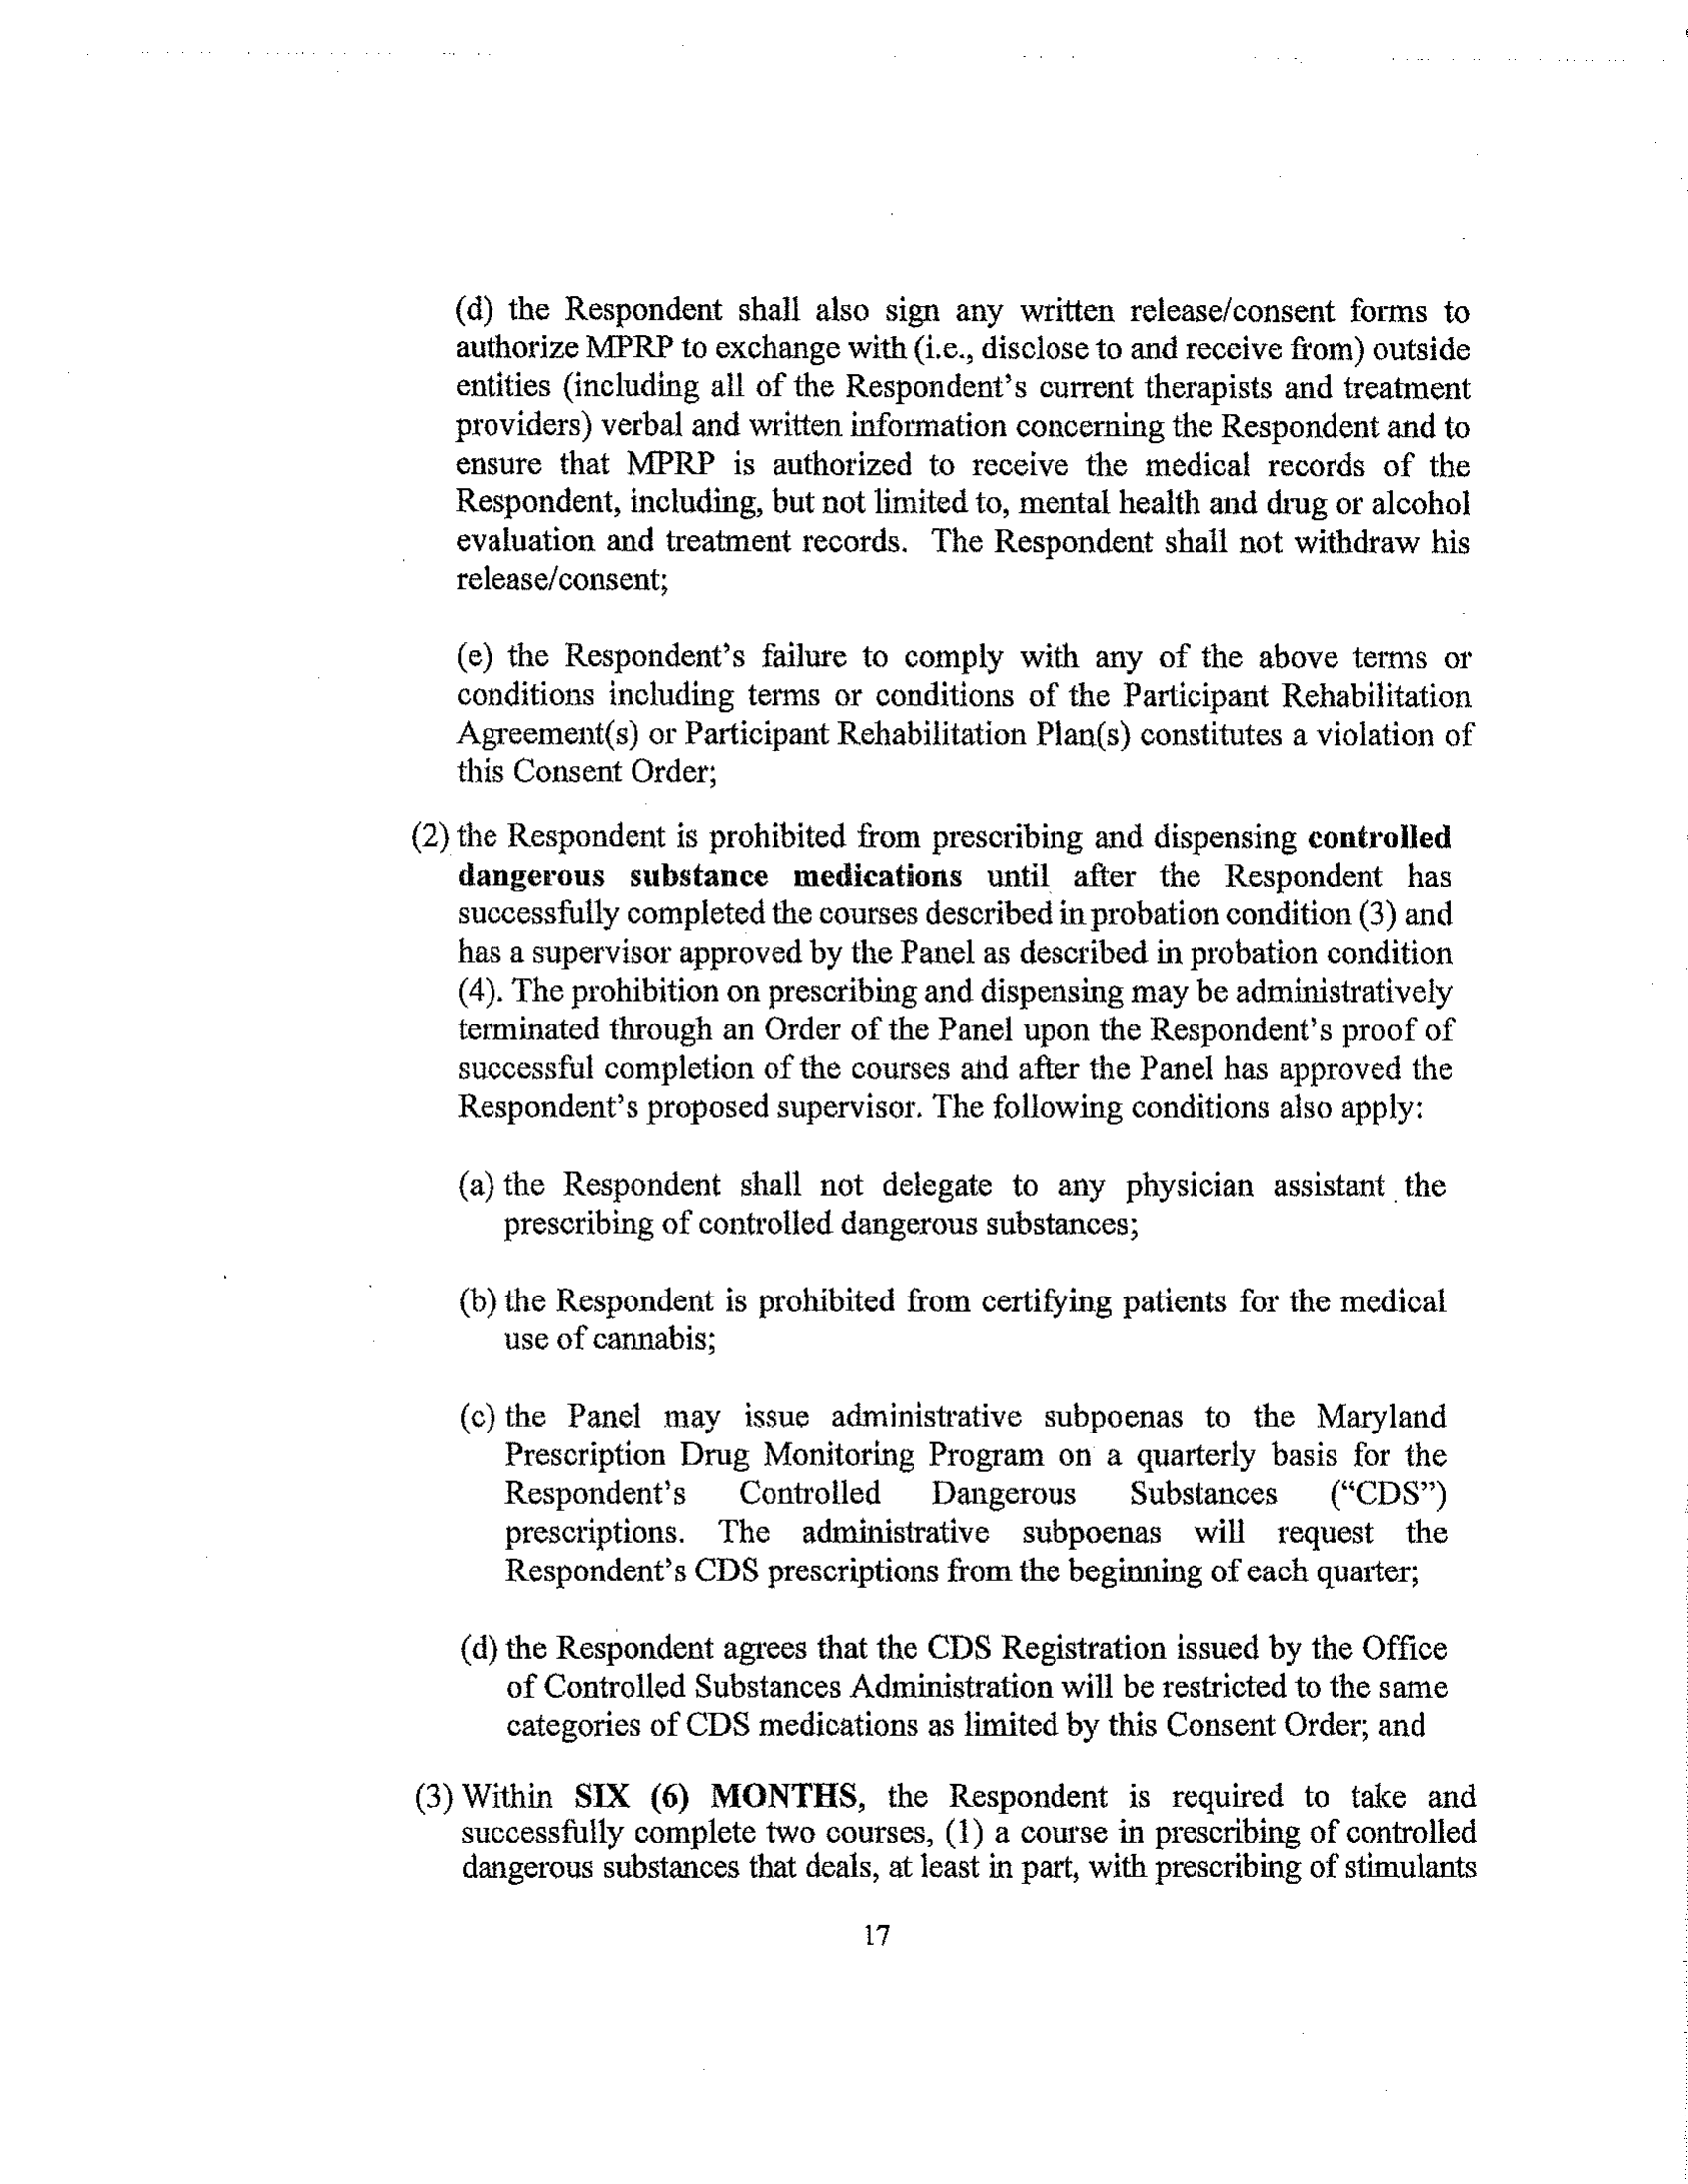 (d) the Respondent shall also sign any written release/consent forms to
authorize MPRP to exchange with (i.e., disclose to and receive from) outside
entities (including all of the Respondent's current therapists and treatment
providers) verbal and written information concerning the Respondent and to
ensure that MPRP is authorized to receive the medical records of the
Respondent, including, but not limited to, mental health and drug or alcohol
evaluation and treatment records. The Respondent shall not withdraw his
release/consent;
(e) the Respondent's failure to comply with any of the above terms or
conditions including terms or conditions of the Participant Rehabilitation
Agreement(s) or Participant Rehabilitation Plan(s) constitutes a violation of
this Consent Order;
(2) the Respondent is prohibited from prescribing and dispensing controlled
dangerous substance medications until after the Respondent has
successfully completed the courses described in probation condition (3) and
has a supervisor approved by the Panel as described in probation condition
(4). The prohibition on prescribing and dispensing may be administratively
terminated through an Order of the Panel upon the Respondent's proof of
successful completion of the courses and after the Panel has approved the
Respondent's proposed supervisor. The following conditions also apply:
(a) the Respondent shall not delegate to any physician assistant the
prescribing of controlled dangerous substances;
(b) the Respondent is prohibited from certifying patients for the medical
use of cannabis;
(c) the Panel may issue administrative subpoenas to the Maryland
Prescription Drug Monitoring Program on a quarterly basis for the
Respondent's Controlled Dangerous Substances ("CDS")
prescriptions. The administrative subpoenas will request the
Respondent's CDS prescriptions from the beginning of each quarter;
(d) the Respondent agrees that the CDS Registration issued by the Office
of Controlled Substances Administration will be restricted to the same
categories of CDS medications as limited by this Consent Order; and
(3) Within SIX (6) MONTHS, the Respondent is required to take and
successfully complete two courses, (1) a course in prescribing of controlled
dangerous substances that deals, at least in part, with prescribing of stimulants
17